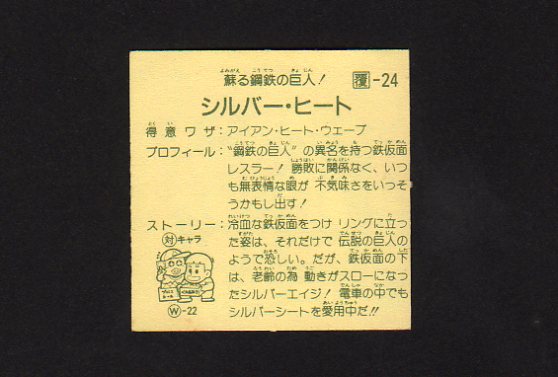 蘇る鋼鉄の巨人! 覆-24
シルバー・ヒート
得意ワザ:アイアン・ヒート・ウェーブ
プロフィール:"鋼鉄の巨人"の異名を持つ鉄仮面
レスラー!勝敗に関係なく、いつ
も無表情な眼が不気味さをいっそ
うかもし出す!
ストーリー:冷血な鉄仮面をつけ リングに立っ
た姿は、それだけで 伝説の巨人の
ようで恐しい。だが、鉄仮面の下
は、老齢の為 動きがスローになっ
たシルバーエイジ! 電車の中でも
シルバーシートを愛用中だ!!
対キャラ
W-22